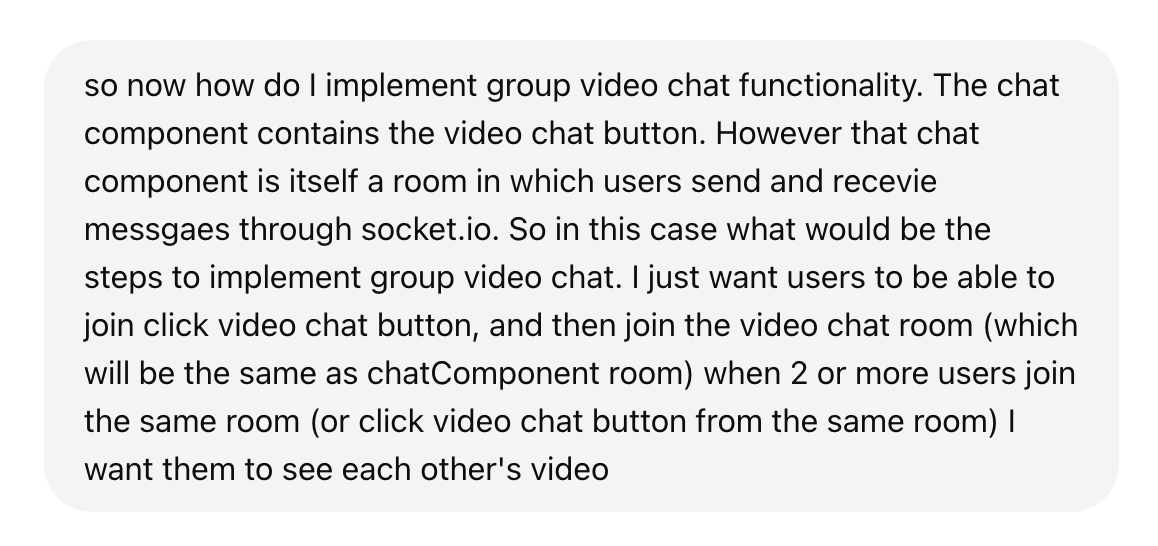 so now how do I implement group video chat functionality. The chat
component contains the video chat button. However that chat
component is itself a room in which users send and recevie
messgaes through socket.io. So in this case what would be the
steps to implement group video chat. I just want users to be able to
join click video chat button, and then join the video chat room (which
will be the same as chatComponent room) when 2 or more users join
the same room (or click video chat button from the same room) I
want them to see each other's video